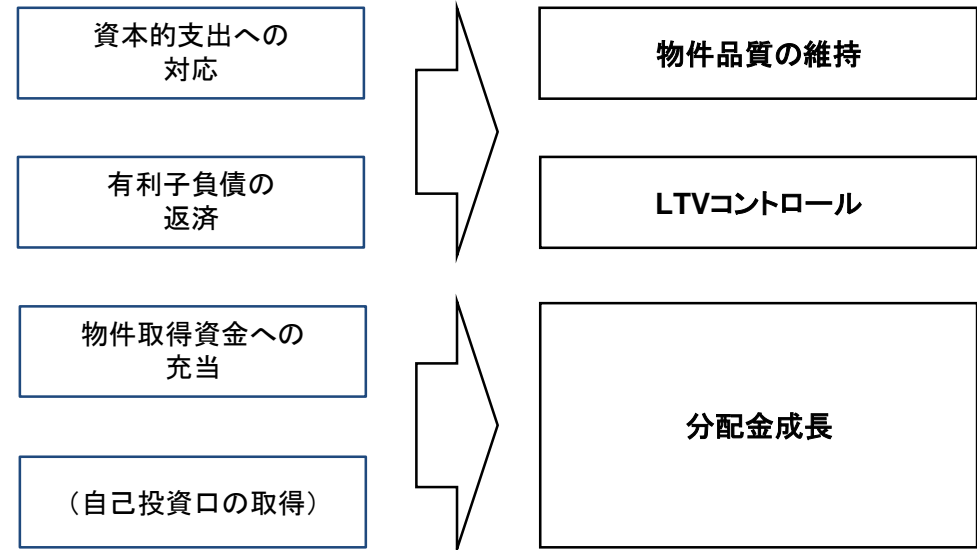 資本的支出への
対応
物件品質の維持
有利子負債の
返済
LTVコントロール
物件取得資金への
充当
分配金成長
（自己投資口の取得）